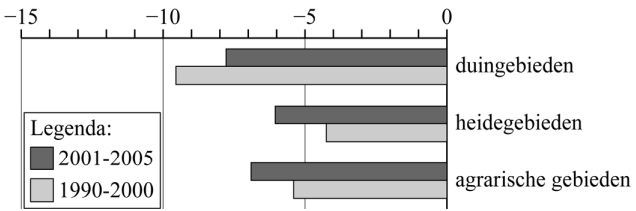 −15 −10 −5 0
duingebieden
heidegebieden
agrarische gebieden
Legenda:
2001-2005
1990-2000